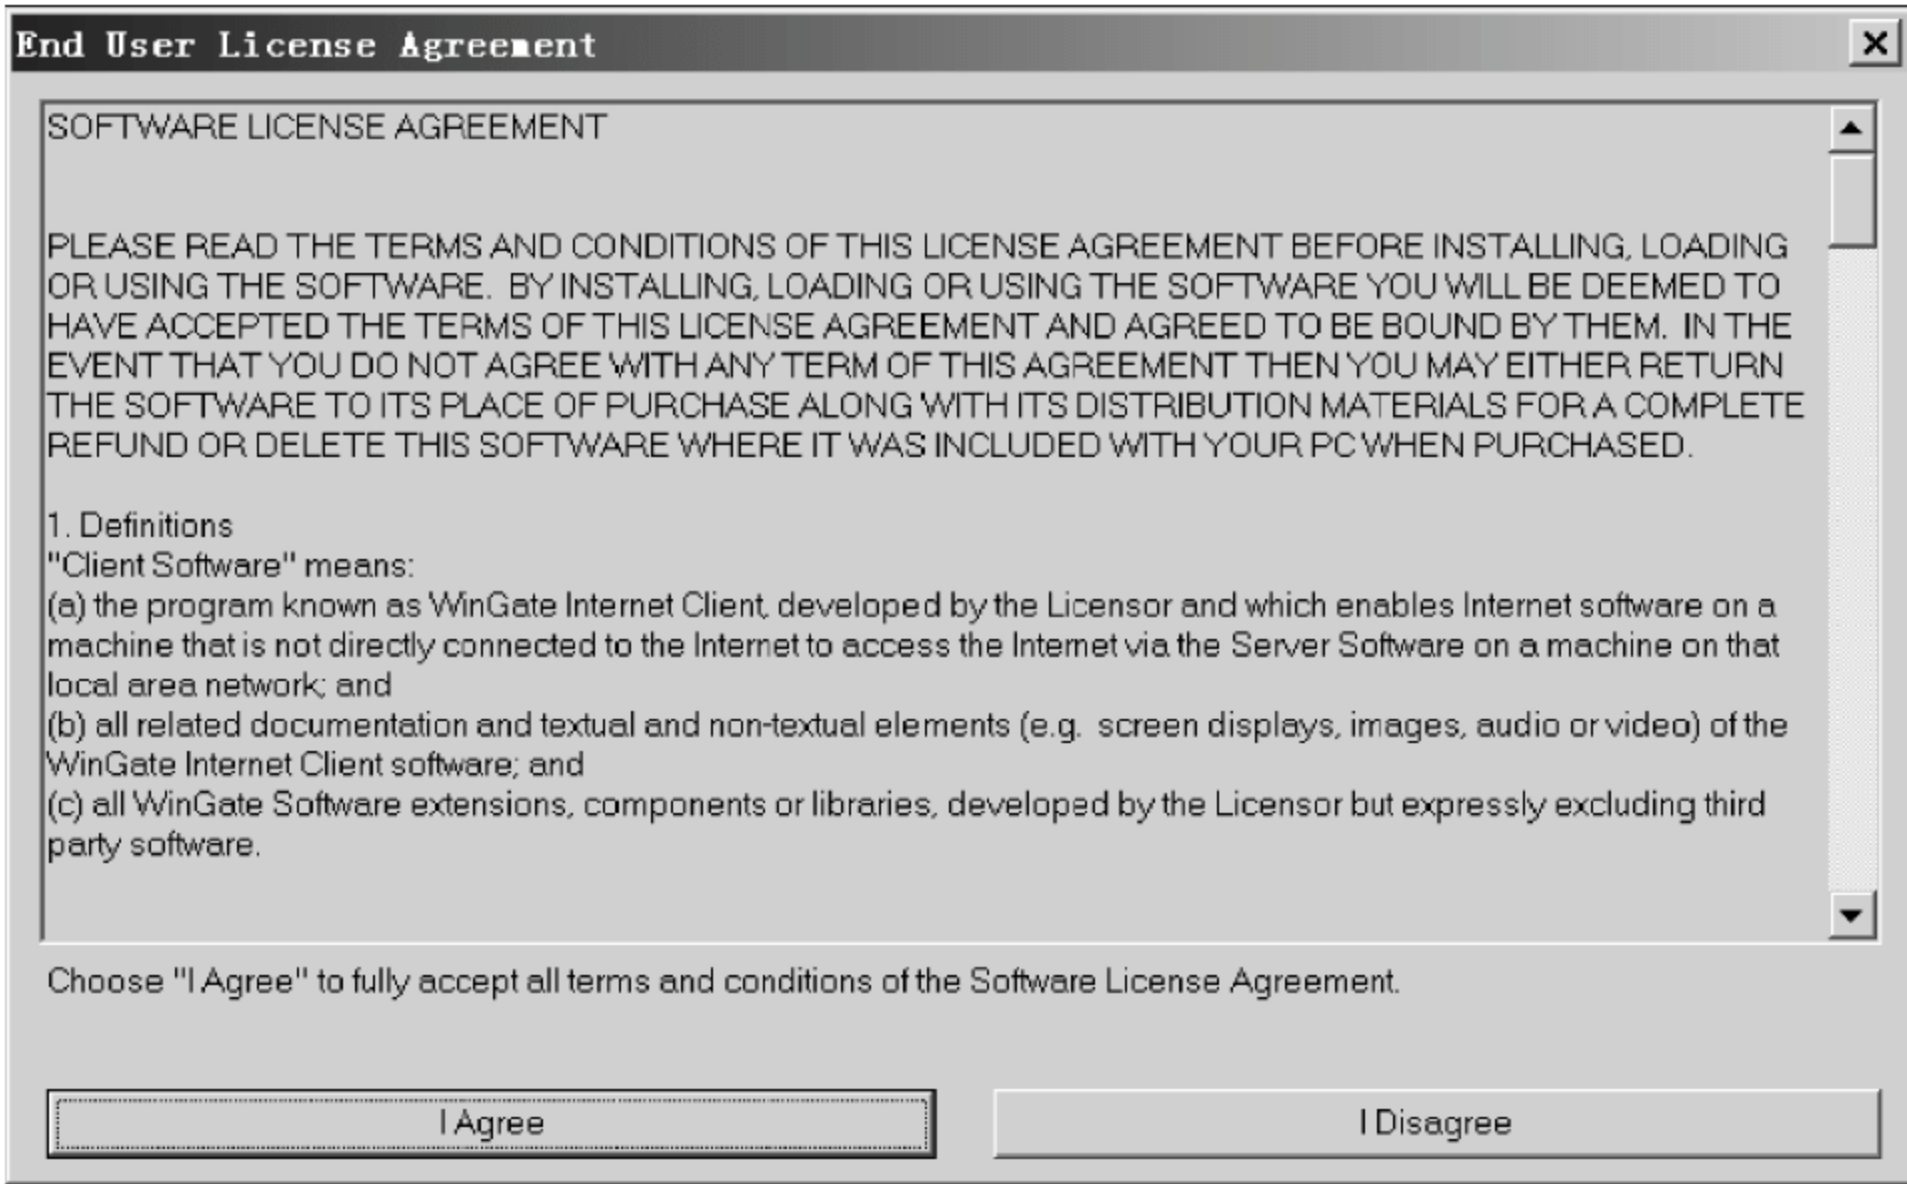 End User License Agreement
SOFTWARE LICENSE AGREEMENT
PLEASE READ THE TERMS AND CONDITIONS OF THIS LICENSE AGREEMENT BEFORE INSTALLING, LOADING
OR USING THE SOFTWARE.  BY INSTALLING, LOADING OR USING THE SOFTWARE YOU WILL BE DEEMED TO
HAVE ACCEPTED THE TERMS OF THIS LICENSE AGREEMENT AND AGREED TO BE BOUND BY THEM.  IN THE
EVENT THAT YOU DO NOT AGREE WITH ANY TERM OF THIS AGREEMENT THEN YOU MAY EITHER RETURN
THE SOFTWARE TO ITS PLACE OF PURCHASE ALONG WITH ITS DISTRIBUTION MATERIALS FOR A COMPLETE
REFUND OR DELETE THIS SOFTWARE WHERE IT WAS INCLUDED WITH YOUR PC WHEN PURCHASED.
1. Definitions
"Client Software" means:
(a) the program known as WinGate Internet Client, developed by the Licensor and which enables Internet software on a
machine that is not directly connected to the Internet to access the Internet via the Server Software on a machine on that
local area network; and
(b) all related documentation and textual and non-textual elements (e.g.  screen displays, images, audio or video) of the
WinGate Internet Client software; and
(c) all WinGate Software extensions, components or libraries, developed by the Licensor but expressly excluding third
party software.
Choose "I Agree" to fully accept all terms and conditions of the Software License Agreement.
I Agree
I Disagree